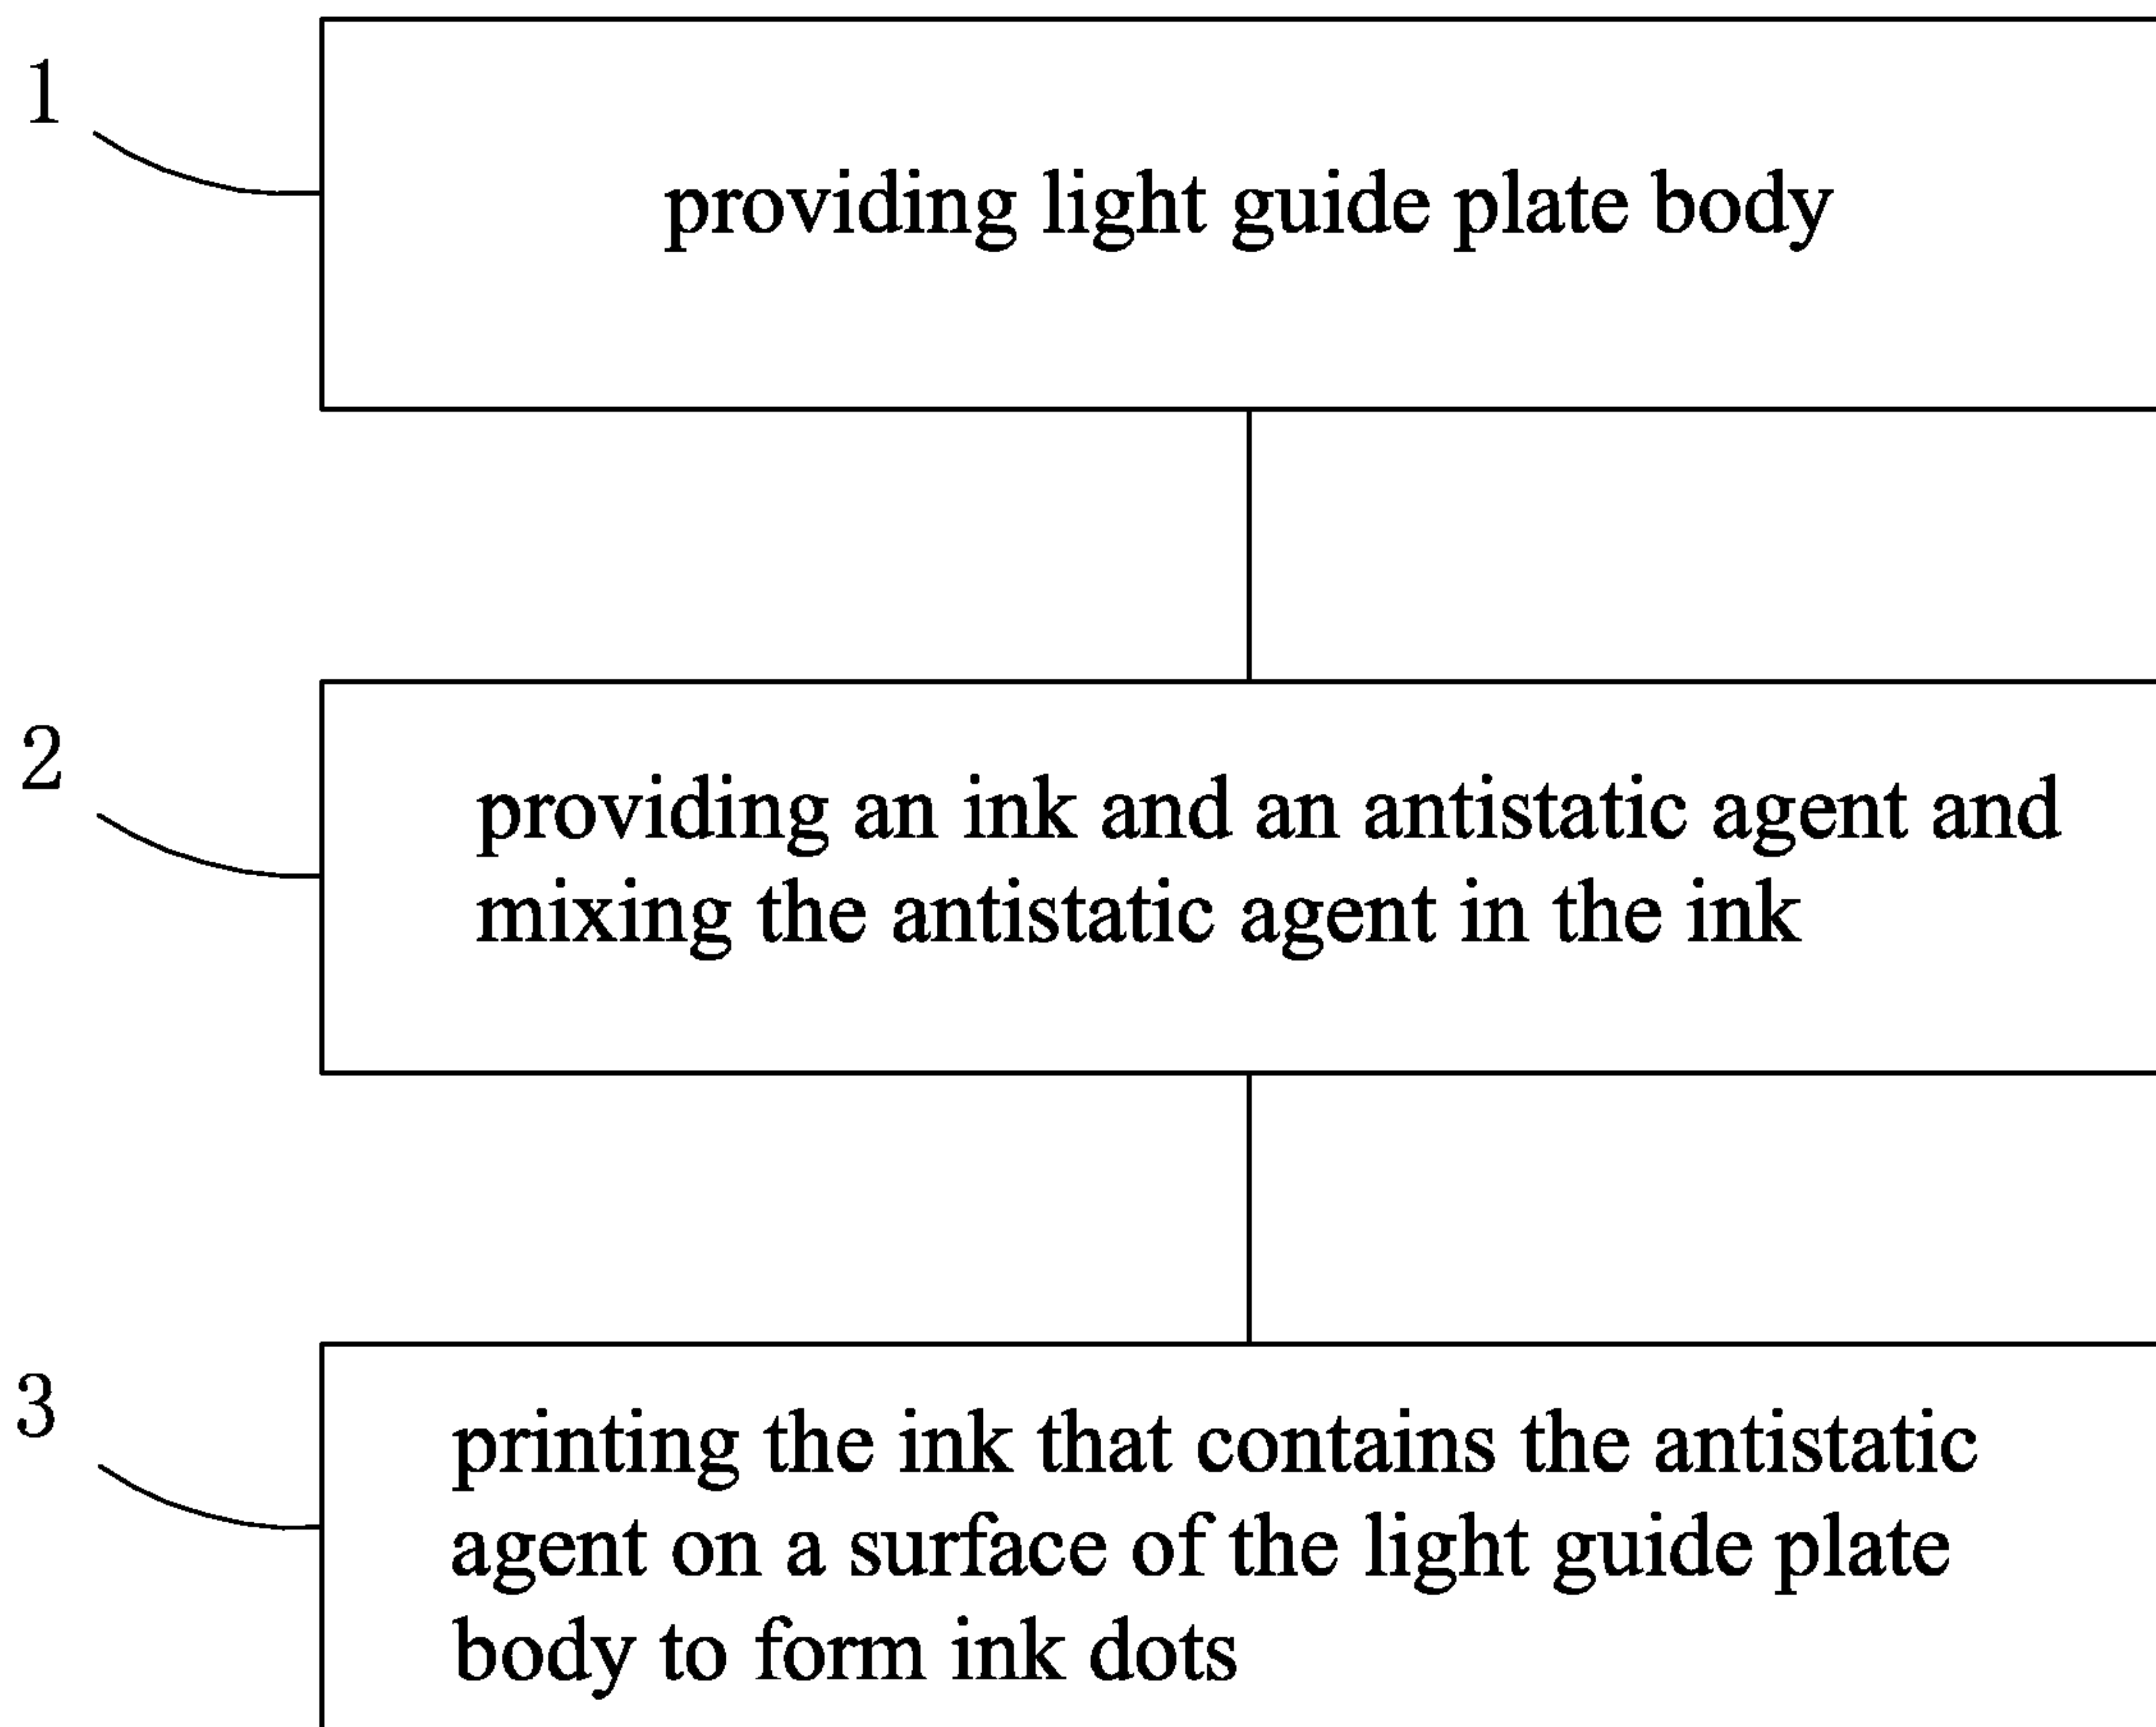 1
providing light guide plate body
2
providing an ink and an antistatic agent and
mixing the antistatic agent in the ink
3
printing the ink that contains the antistatic
agent on a surface of the light guide plate
body to form ink dots